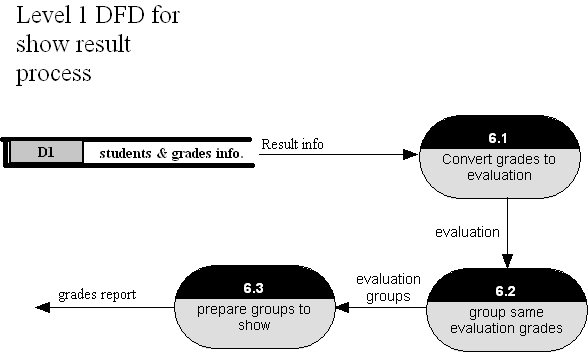 Level 1 DFD for
show result
process
D1
students & grades info.
Result info
6.1
Convert grades to
evaluation
evaluation
6.2
group same
evaluation grades
evaluation
groups
6.3
prepare groups to
show
grades report